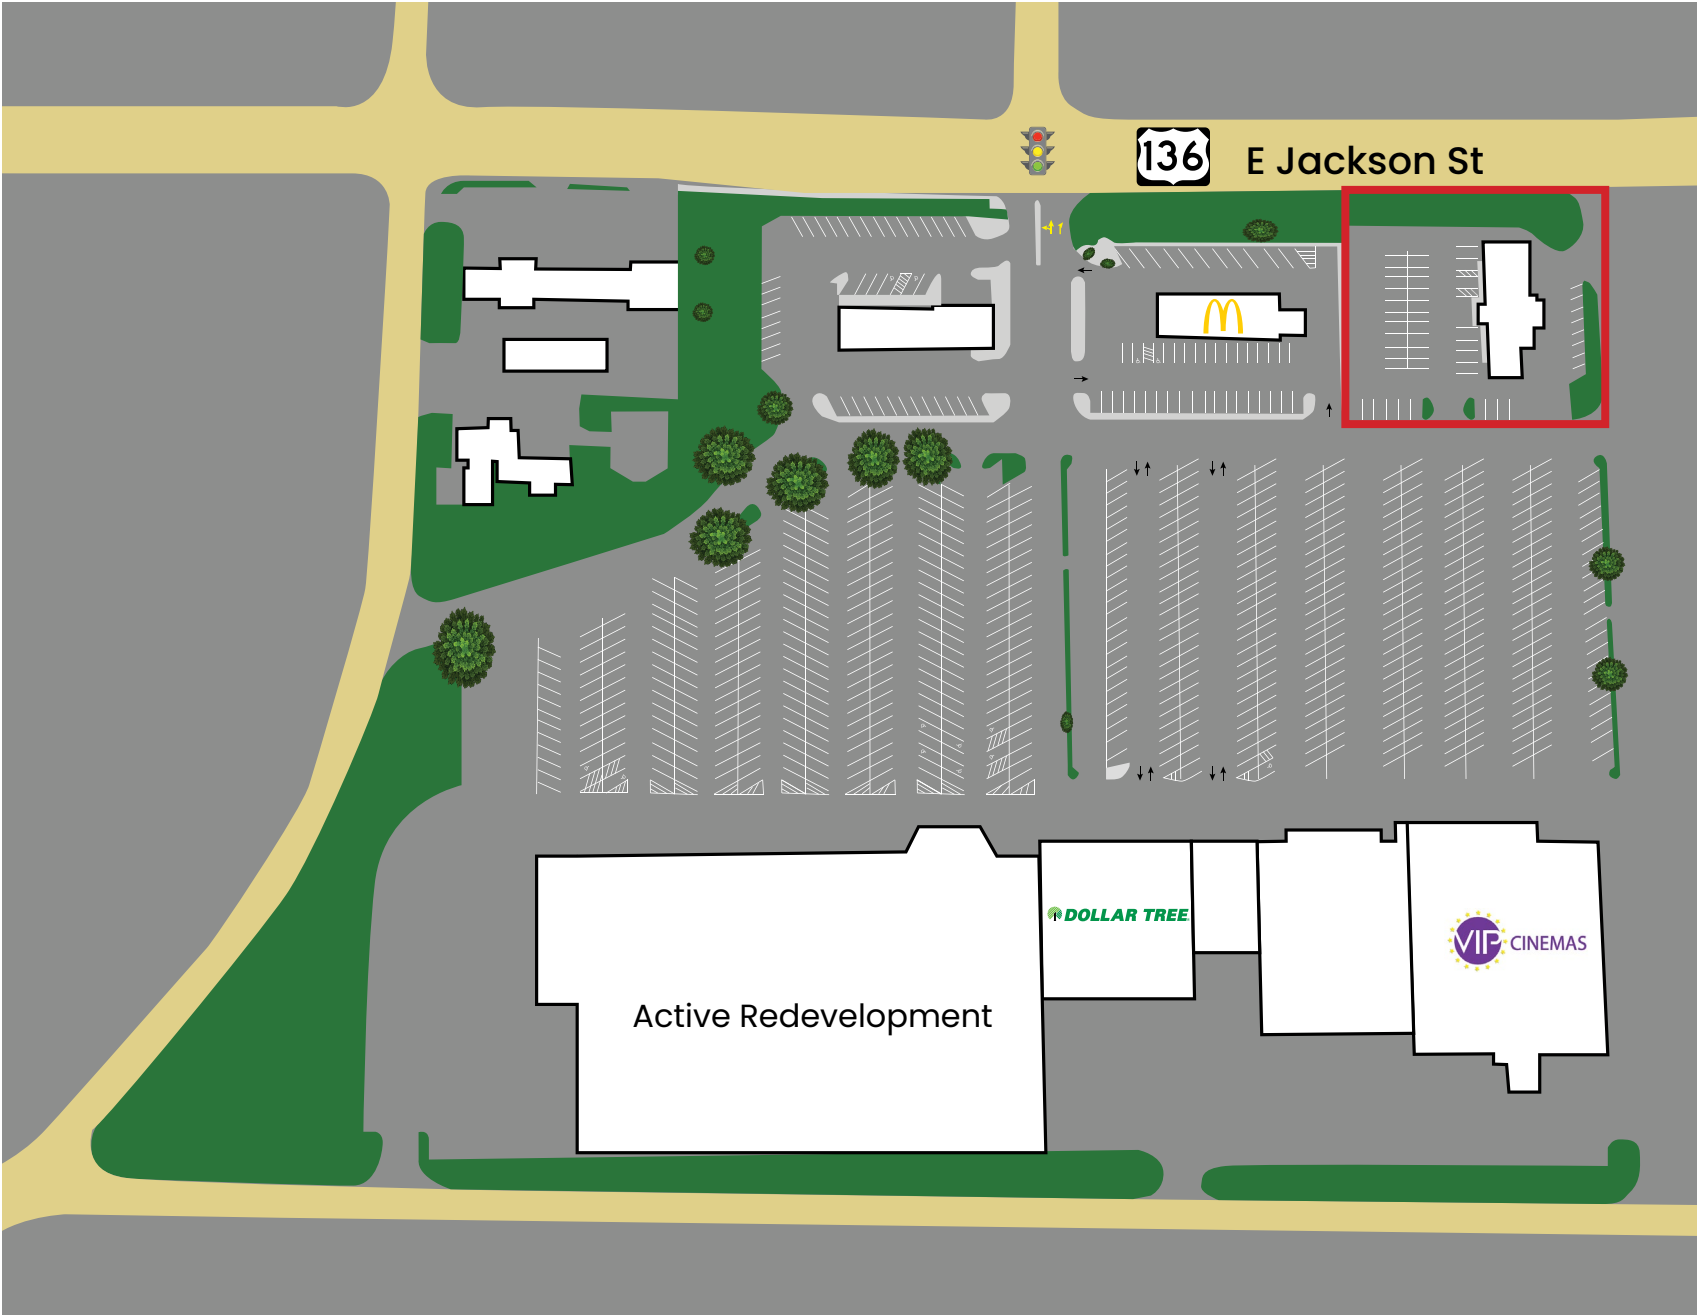 136
E Jackson St
DOLLAR TREE
VIP CINEMAS
Active Redevelopment